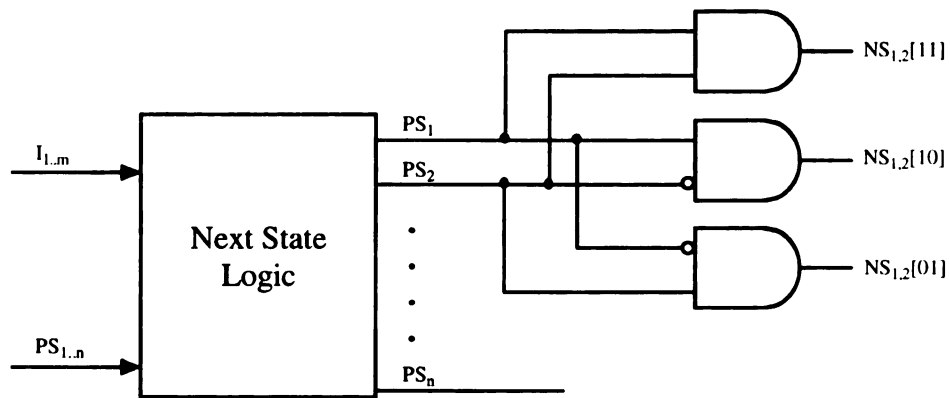 NS1,2[11]
PS1
I1..m
NS1,2[10]
PS2
Next State
Logic
NS1,2[01]
PS1..n
PSn